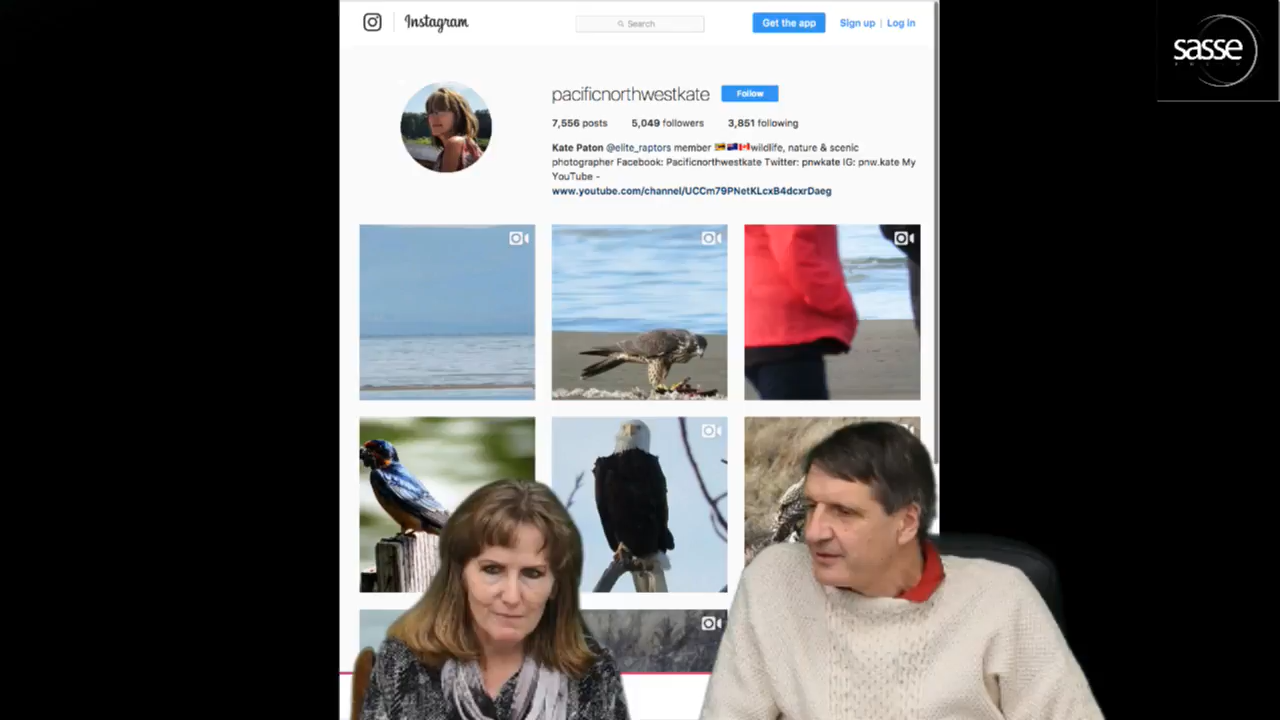 Instagram
Search
Get the app
Sign up | Log in
sasse
pacificnorthwestkate
Follow
7,556 posts 5,049 followers 3,851 following
Kate Paton @elite_raptors member 🇿🇼🇦🇺🇨🇦wildlife, nature & scenic
photographer Facebook: Pacificnorthwestkate Twitter: pnwkate IG: pnw.kate My
YouTube -
www.youtube.com/channel/UCCm79PNetKLcxB4dcxrDaeg